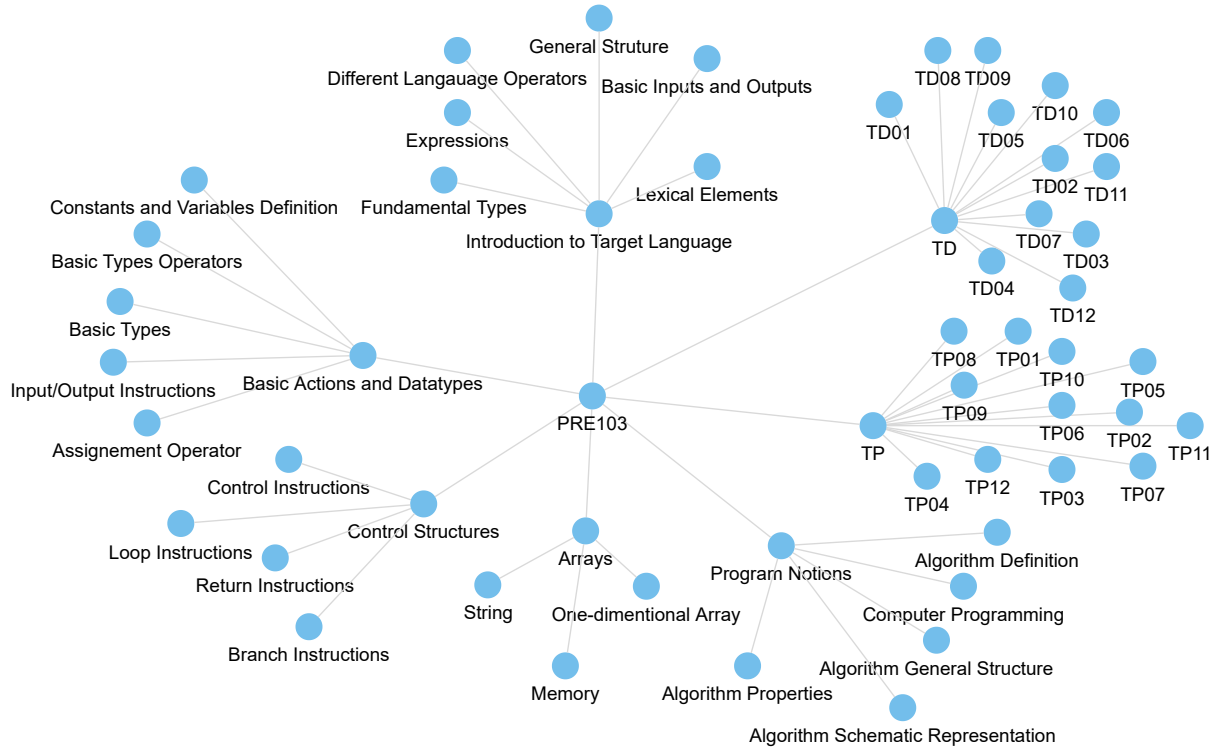 General Struture
Different Langauage Operators
Basic Inputs and Outputs
TD08
TD09
TD10
TD01
TD05
TD06
Expressions
TD02
TD11
Lexical Elements
Constants and Variables Definition
Fundamental Types
Introduction to Target Language
TD
TD07
TD03
Basic Types Operators
TD04
TD12
Basic Types
TP08
TP01
TP10
TP05
Input/Output Instructions
Basic Actions and Datatypes
PRE103
TP09
TP06
TP02
TP11
Assignement Operator
TP
Control Instructions
TP04
TP12
TP03
TP07
Control Structures
Loop Instructions
Arrays
Program Notions
Algorithm Definition
Return Instructions
String
One-dimentional Array
Computer Programming
Branch Instructions
Algorithm General Structure
Memory
Algorithm Properties
Algorithm Schematic Representation